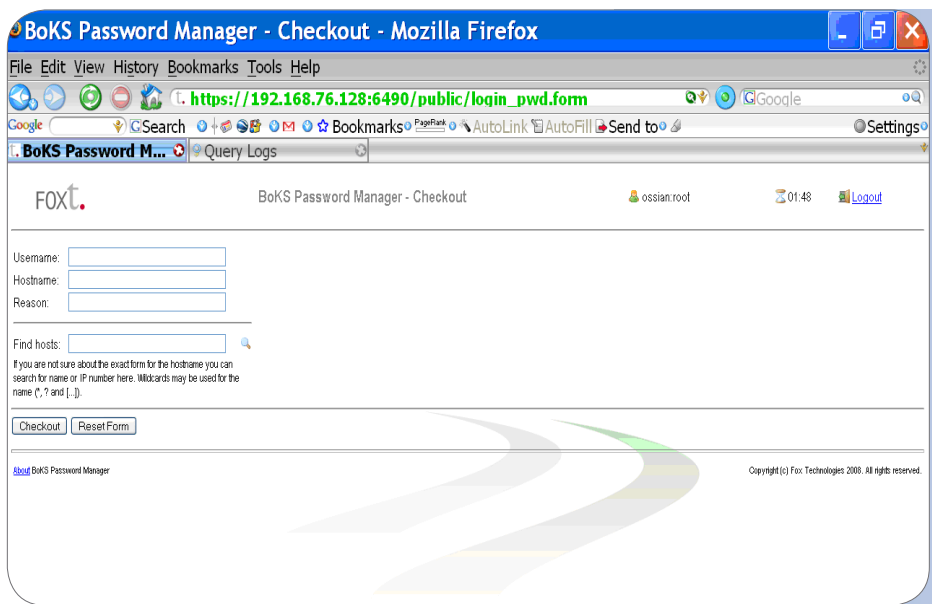 BoKS Password Manager - Checkout - Mozilla Firefox
File Edit View History Bookmarks Tools Help
t. https://192.168.76.128:6490/public/login_pwd.form G Google
Google G Search M Bookmarks PageRank AutoLink AutoFill Send to Settings
t. BoKS Password M... Query Logs
FOXt. BoKS Password Manager - Checkout ossian:root 01:48 Logout
Username:
Hostname:
Reason:
Find hosts:
If you are not sure about the exact form for the hostname you can
search for name or IP number here. Wildcards may be used for the
name (*, ? and [...]).
Checkout Reset Form
About BoKS Password Manager Copyright (c) Fox Technologies 2008. All rights reserved.